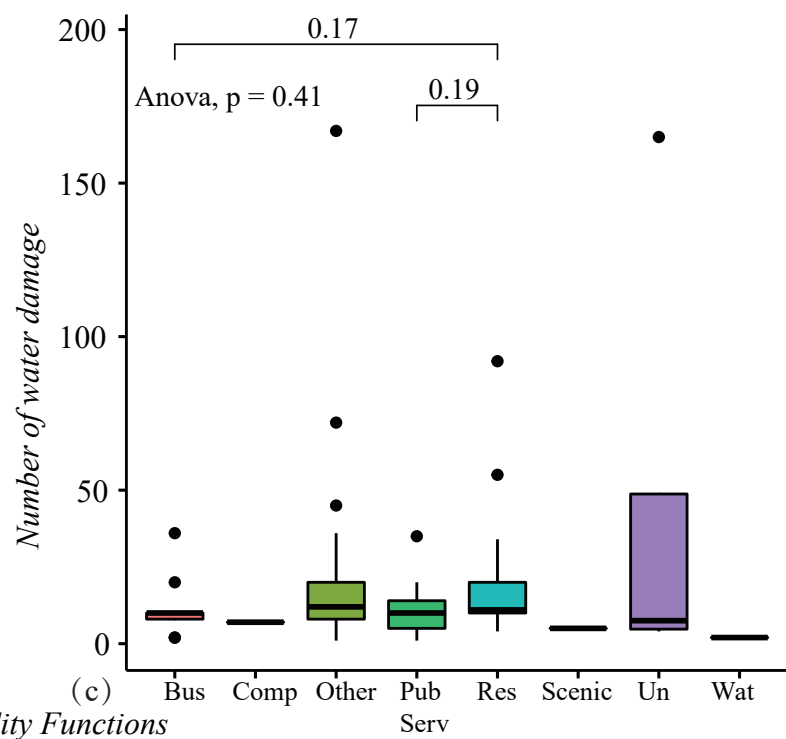 200
0.17
Anova, p = 0.41
0.19
150
100
50
0
Number of water damage
(c)
Bus Comp Other Pub Serv Res Scenic Un Wat
lity Functions